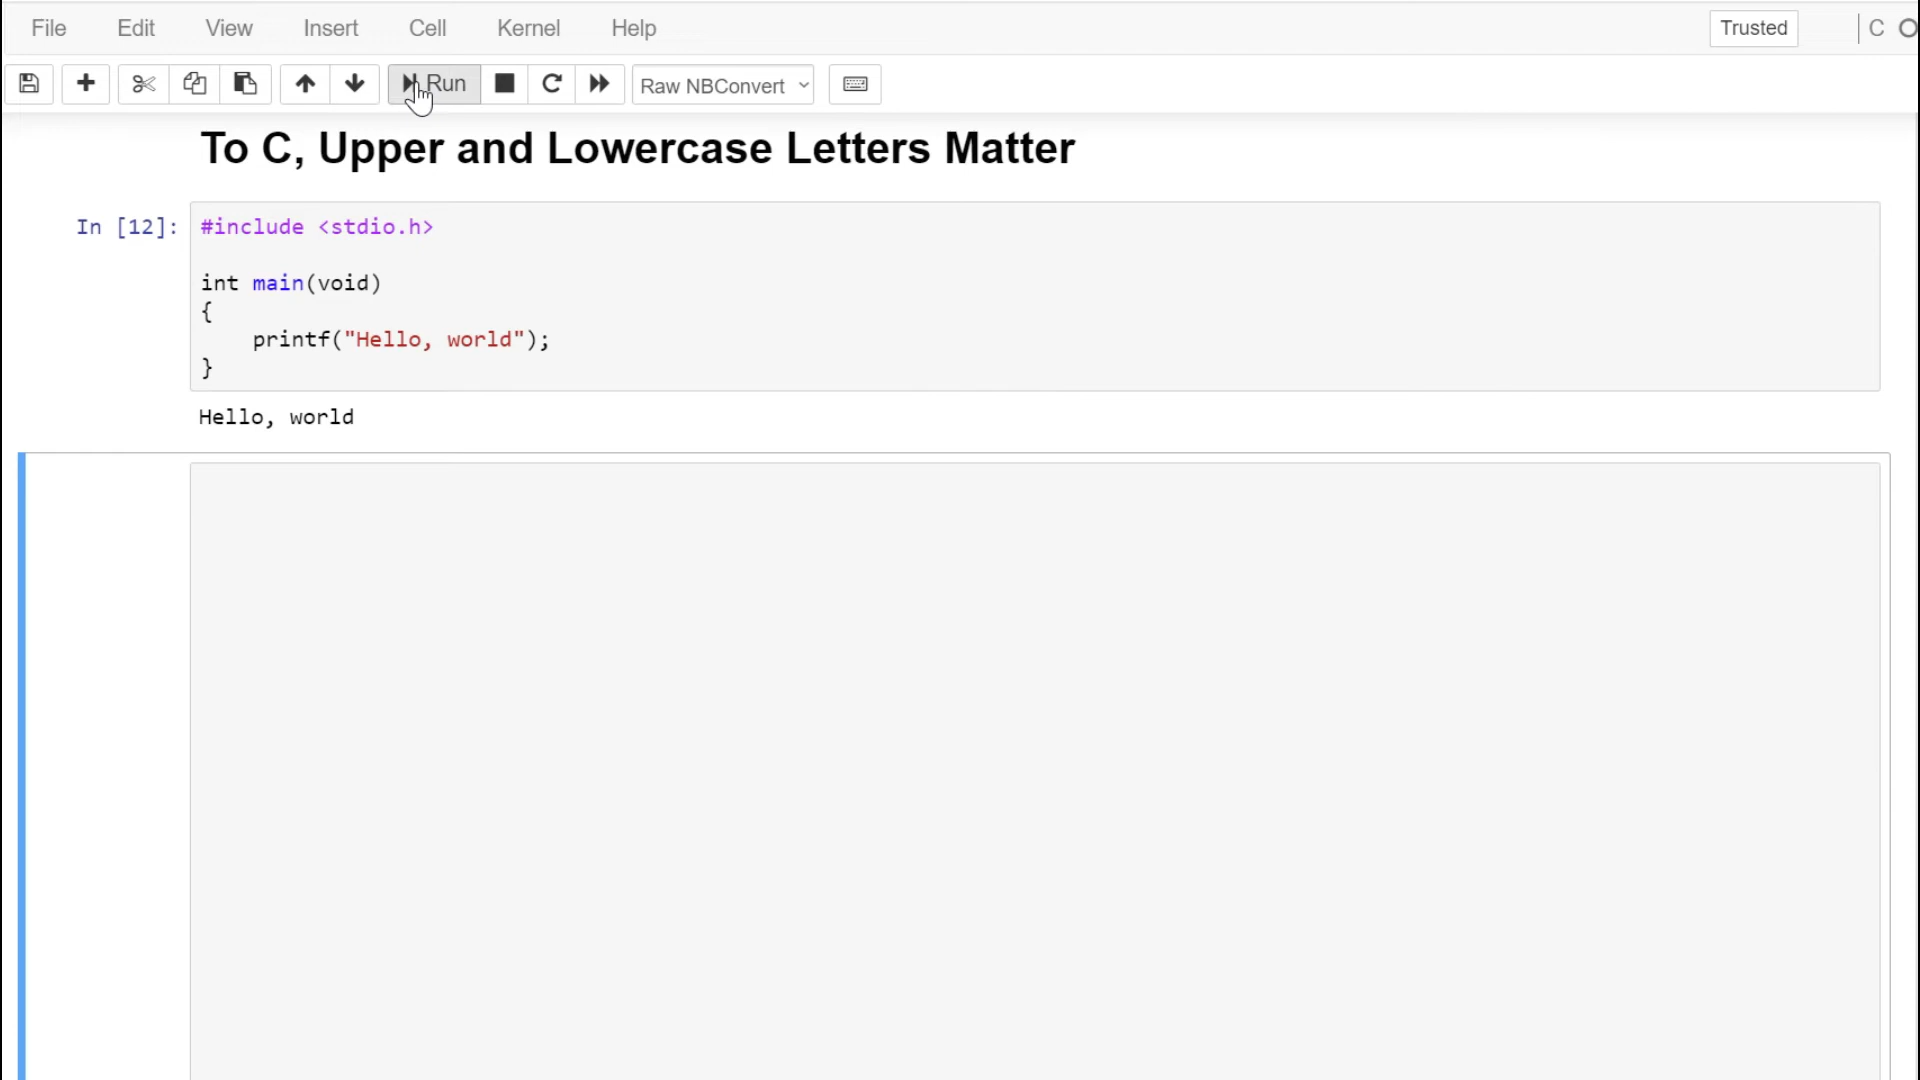 File Edit View Insert Cell Kernel Help Trusted C
Run Raw NBConvert
To C, Upper and Lowercase Letters Matter
In [12]: #include <stdio.h>
int main(void)
{
    printf("Hello, world");
}
Hello, world